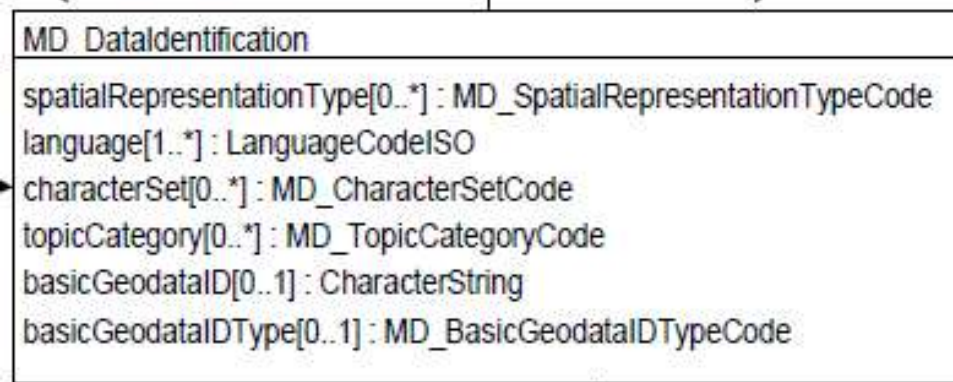 MD_DataIdentification
spatialRepresentationType[0..*] : MD_SpatialRepresentationTypeCode
language[1..*] : LanguageCodeISO
characterSet[0..*] : MD_CharacterSetCode
topicCategory[0..*] : MD_TopicCategoryCode
basicGeodataID[0..1] : CharacterString
basicGeodataIDType[0..1] : MD_BasicGeodataIDTypeCode